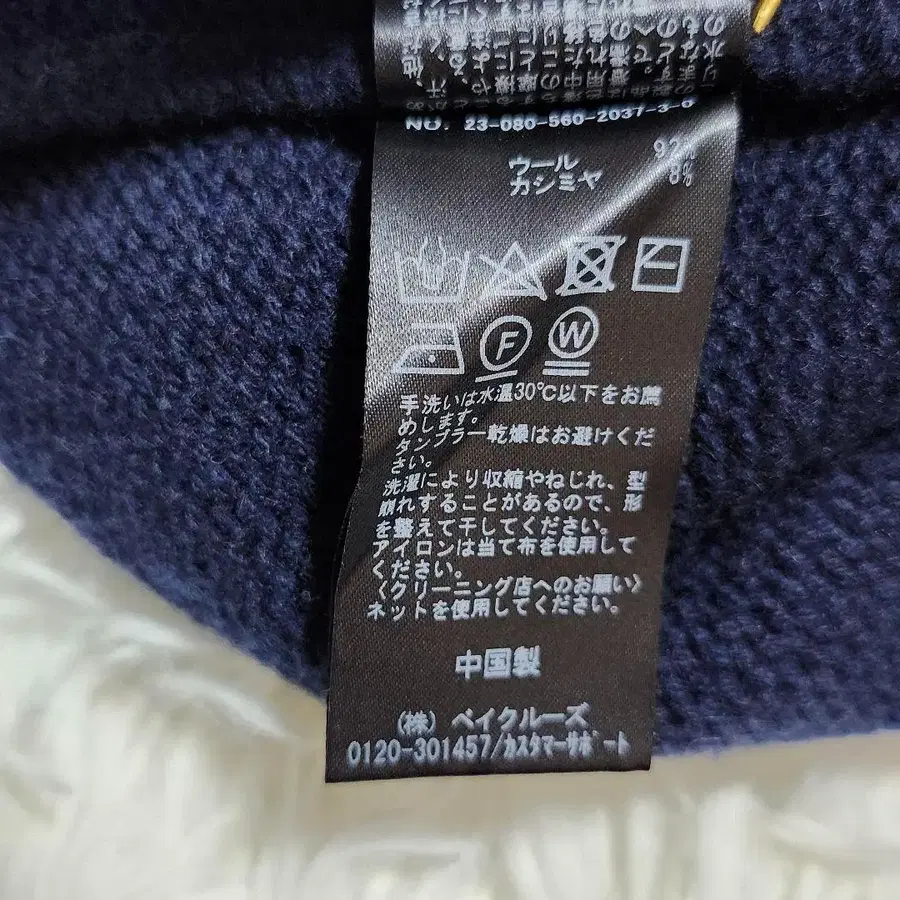 NO. 23-080-560-2037-3-0
ウール 92%
カシミヤ 8%
F
W
手洗いは水温30℃以下をお薦
めします。
タンブラー乾燥はお避けくだ
さい。
洗濯により収縮やねじれ、型
崩れすることがあるので、形
を整えて干してください。
アイロンは当て布を使用して
ください。
〈クリーニング店へのお願い〉
ネットを使用してください。
中国製
(株) ベイクルーズ
0120-301457/カスタマーサポート